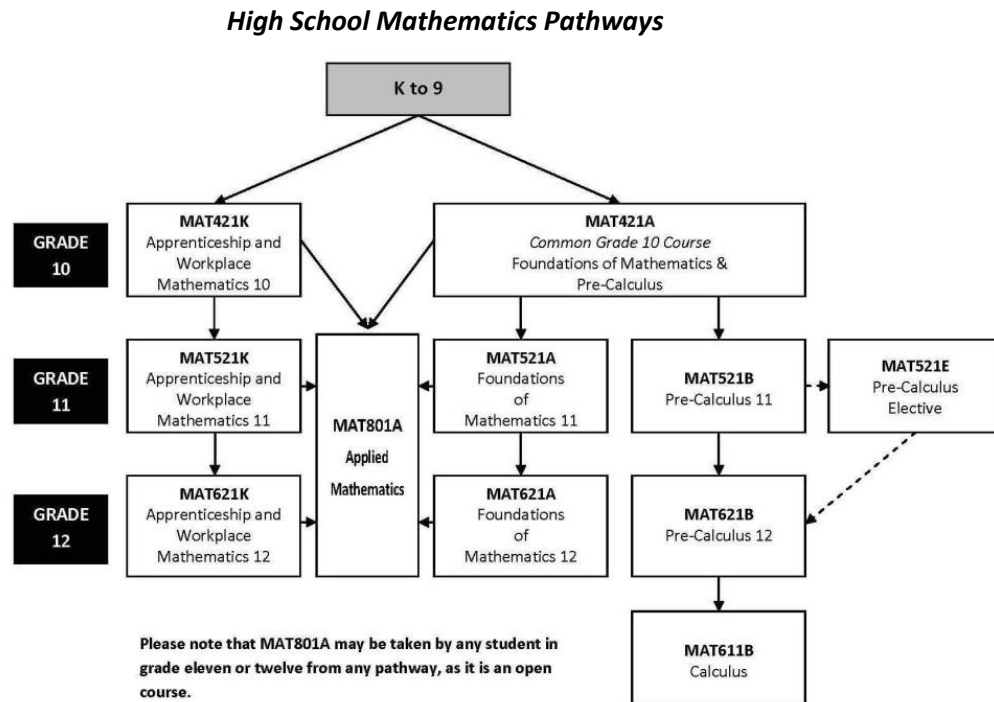 High School Mathematics Pathways
K to 9
GRADE
10
MAT421K
Apprenticeship and
Workplace
Mathematics 10
MAT421A
Common Grade 10 Course
Foundations of Mathematics &
Pre-Calculus
GRADE
11
MAT521K
Apprenticeship and
Workplace
Mathematics 11
MAT801A
Applied
Mathematics
MAT521A
Foundations
of
Mathematics 11
MAT521B
Pre-Calculus 11
MAT521E
Pre-Calculus
Elective
GRADE
12
MAT621K
Apprenticeship and
Workplace
Mathematics 12
MAT621A
Foundations
of
Mathematics 12
MAT621B
Pre-Calculus 12
Please note that MAT801A may be taken by any student in
grade eleven or twelve from any pathway, as it is an open
course.
MAT611B
Calculus